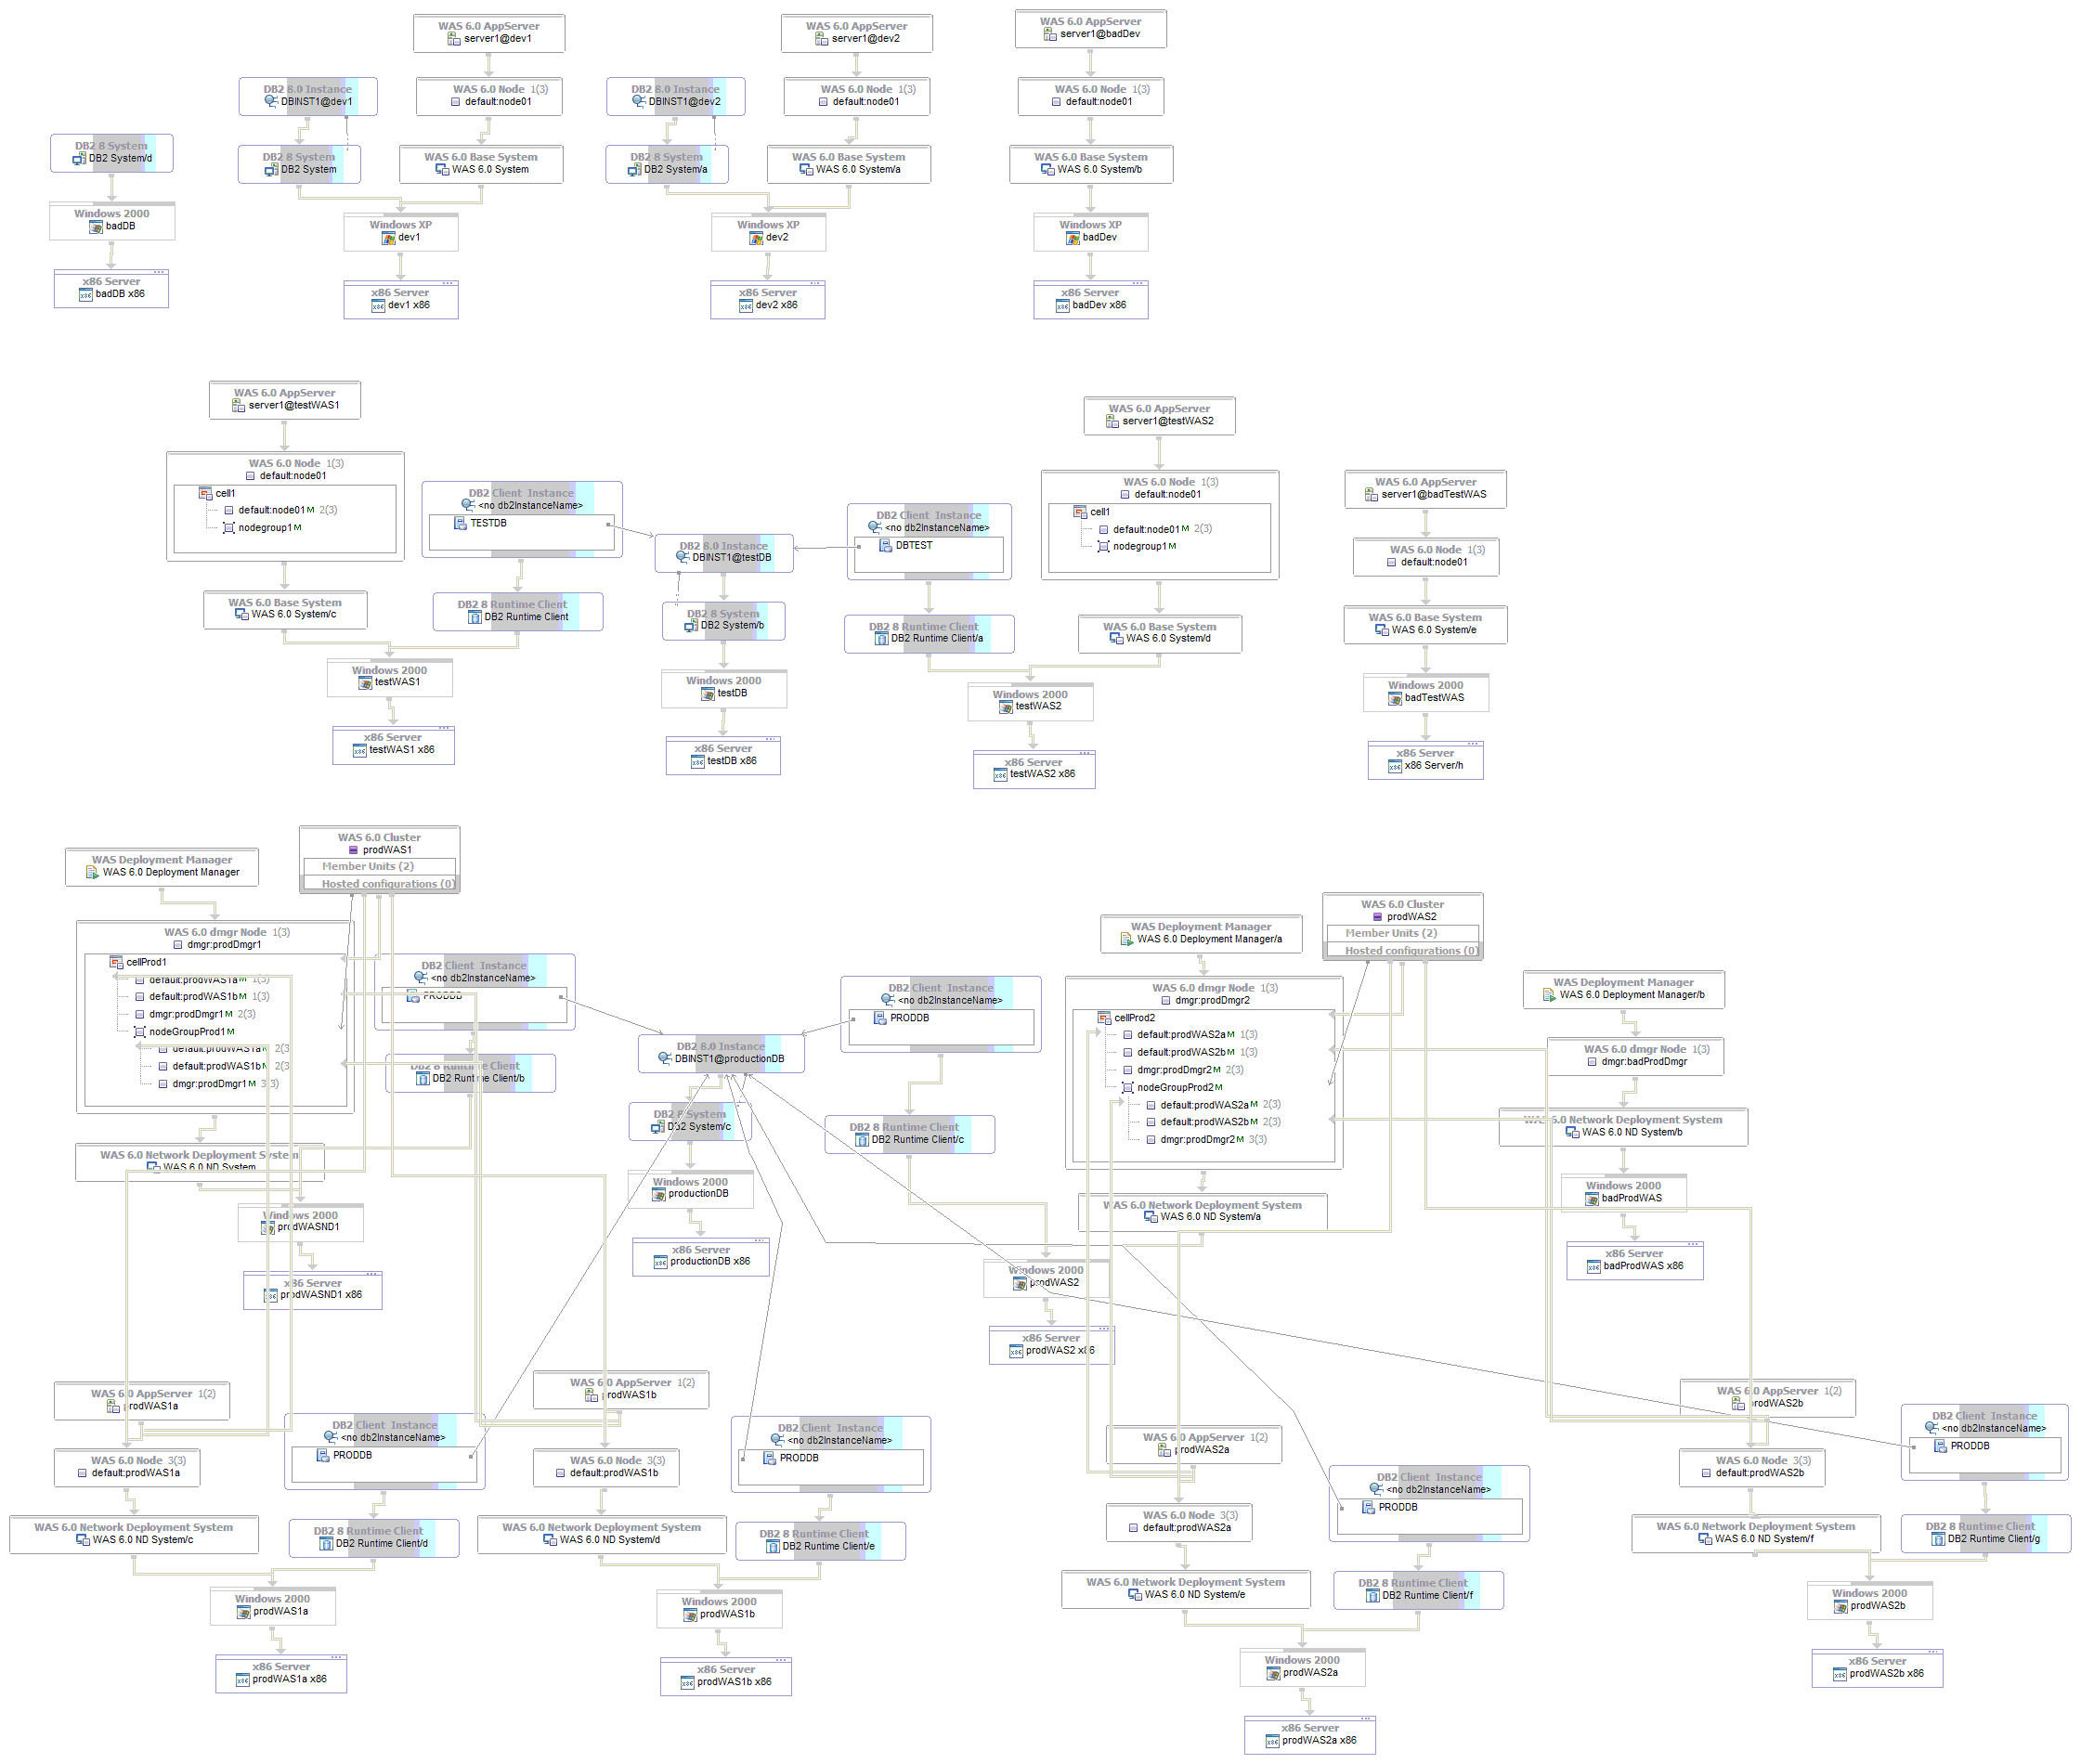 WAS 6.0 AppServer
server1@dev1
DB2 8.0 Instance
DBINST1@dev1
WAS 6.0 Node 1(3)
default:node01
DB2 8 System
DB2 System
WAS 6.0 Base System
WAS 6.0 System
Windows XP
dev1
x86 Server
dev1 x86
DB2 8 System
DB2 System/d
Windows 2000
badDB
x86 Server
badDB x86
WAS 6.0 AppServer
server1@dev2
DB2 8.0 Instance
DBINST1@dev2
WAS 6.0 Node 1(3)
default:node01
DB2 8 System
DB2 System/a
WAS 6.0 Base System
WAS 6.0 System/a
Windows XP
dev2
x86 Server
dev2 x86
WAS 6.0 AppServer
server1@badDev
WAS 6.0 Node 1(3)
default:node01
WAS 6.0 Base System
WAS 6.0 System/b
Windows XP
badDev
x86 Server
badDev x86
WAS 6.0 AppServer
server1@testWAS1
WAS 6.0 Node 1(3)
default:node01
cell1
default:node01 M 2(3)
nodegroup1 M
WAS 6.0 Base System
WAS 6.0 System/c
DB2 Client Instance
<no db2InstanceName>
TESTDB
DB2 8 Runtime Client
DB2 Runtime Client
Windows 2000
testWAS1
x86 Server
testWAS1 x86
DB2 8.0 Instance
DBINST1@testDB
DB2 8 System
DB2 System/b
Windows 2000
testDB
x86 Server
testDB x86
DB2 Client Instance
<no db2InstanceName>
DBTEST
DB2 8 Runtime Client
DB2 Runtime Client/a
WAS 6.0 AppServer
server1@testWAS2
WAS 6.0 Node 1(3)
default:node01
cell1
default:node01 M 2(3)
nodegroup1 M
WAS 6.0 Base System
WAS 6.0 System/d
Windows 2000
testWAS2
x86 Server
testWAS2 x86
WAS 6.0 AppServer
server1@badTestWAS
WAS 6.0 Node 1(3)
default:node01
WAS 6.0 Base System
WAS 6.0 System/e
Windows 2000
badTestWAS
x86 Server
x86 Server/h
WAS 6.0 Cluster
prodWAS1
Member Units (2)
Hosted configurations (0)
WAS Deployment Manager
WAS 6.0 Deployment Manager
WAS 6.0 dmgr Node 1(3)
dmgr:prodDmgr1
cellProd1
default:prodWAS1a M 1(3)
default:prodWAS1b M 1(3)
dmgr:prodDmgr1 M 2(3)
nodeGroupProd1 M
default:prodWAS1a M 2(3
default:prodWAS1b M 2(3
dmgr:prodDmgr1 M 3(3)
WAS 6.0 Network Deployment System
WAS 6.0 ND System
DB2 Client Instance
<no db2InstanceName>
PRODDB
DB2 8 Runtime Client
DB2 Runtime Client/b
Windows 2000
prodWASND1
x86 Server
prodWASND1 x86
DB2 8.0 Instance
DBINST1@productionDB
DB2 8 System
DB2 System/c
Windows 2000
productionDB
x86 Server
productionDB x86
DB2 Client Instance
<no db2InstanceName>
PRODDB
DB2 8 Runtime Client
DB2 Runtime Client/c
Windows 2000
prodWAS2
x86 Server
prodWAS2 x86
WAS 6.0 Cluster
prodWAS2
Member Units (2)
Hosted configurations (0)
WAS Deployment Manager
WAS 6.0 Deployment Manager/a
WAS 6.0 dmgr Node 1(3)
dmgr:prodDmgr2
cellProd2
default:prodWAS2a M 1(3)
default:prodWAS2b M 1(3)
dmgr:prodDmgr2 M 2(3)
nodeGroupProd2 M
default:prodWAS2a M 2(3)
default:prodWAS2b M 2(3)
dmgr:prodDmgr2 M 3(3)
WAS 6.0 Network Deployment System
WAS 6.0 ND System/a
WAS Deployment Manager
WAS 6.0 Deployment Manager/b
WAS 6.0 dmgr Node 1(3)
dmgr:badProdDmgr
WAS 6.0 Network Deployment System
WAS 6.0 ND System/b
Windows 2000
badProdWAS
x86 Server
badProdWAS x86
WAS 6.0 AppServer 1(2)
prodWAS1a
WAS 6.0 Node 3(3)
default:prodWAS1a
WAS 6.0 Network Deployment System
WAS 6.0 ND System/c
DB2 Client Instance
<no db2InstanceName>
PRODDB
DB2 8 Runtime Client
DB2 Runtime Client/d
Windows 2000
prodWAS1a
x86 Server
prodWAS1a x86
WAS 6.0 AppServer 1(2)
prodWAS1b
WAS 6.0 Node 3(3)
default:prodWAS1b
WAS 6.0 Network Deployment System
WAS 6.0 ND System/d
DB2 Client Instance
<no db2InstanceName>
PRODDB
DB2 8 Runtime Client
DB2 Runtime Client/e
Windows 2000
prodWAS1b
x86 Server
prodWAS1b x86
WAS 6.0 AppServer 1(2)
prodWAS2a
WAS 6.0 Node 3(3)
default:prodWAS2a
WAS 6.0 Network Deployment System
WAS 6.0 ND System/e
DB2 Client Instance
<no db2InstanceName>
PRODDB
DB2 8 Runtime Client
DB2 Runtime Client/f
Windows 2000
prodWAS2a
x86 Server
prodWAS2a x86
WAS 6.0 AppServer 1(2)
prodWAS2b
WAS 6.0 Node 3(3)
default:prodWAS2b
WAS 6.0 Network Deployment System
WAS 6.0 ND System/f
DB2 Client Instance
<no db2InstanceName>
PRODDB
DB2 8 Runtime Client
DB2 Runtime Client/g
Windows 2000
prodWAS2b
x86 Server
prodWAS2b x86